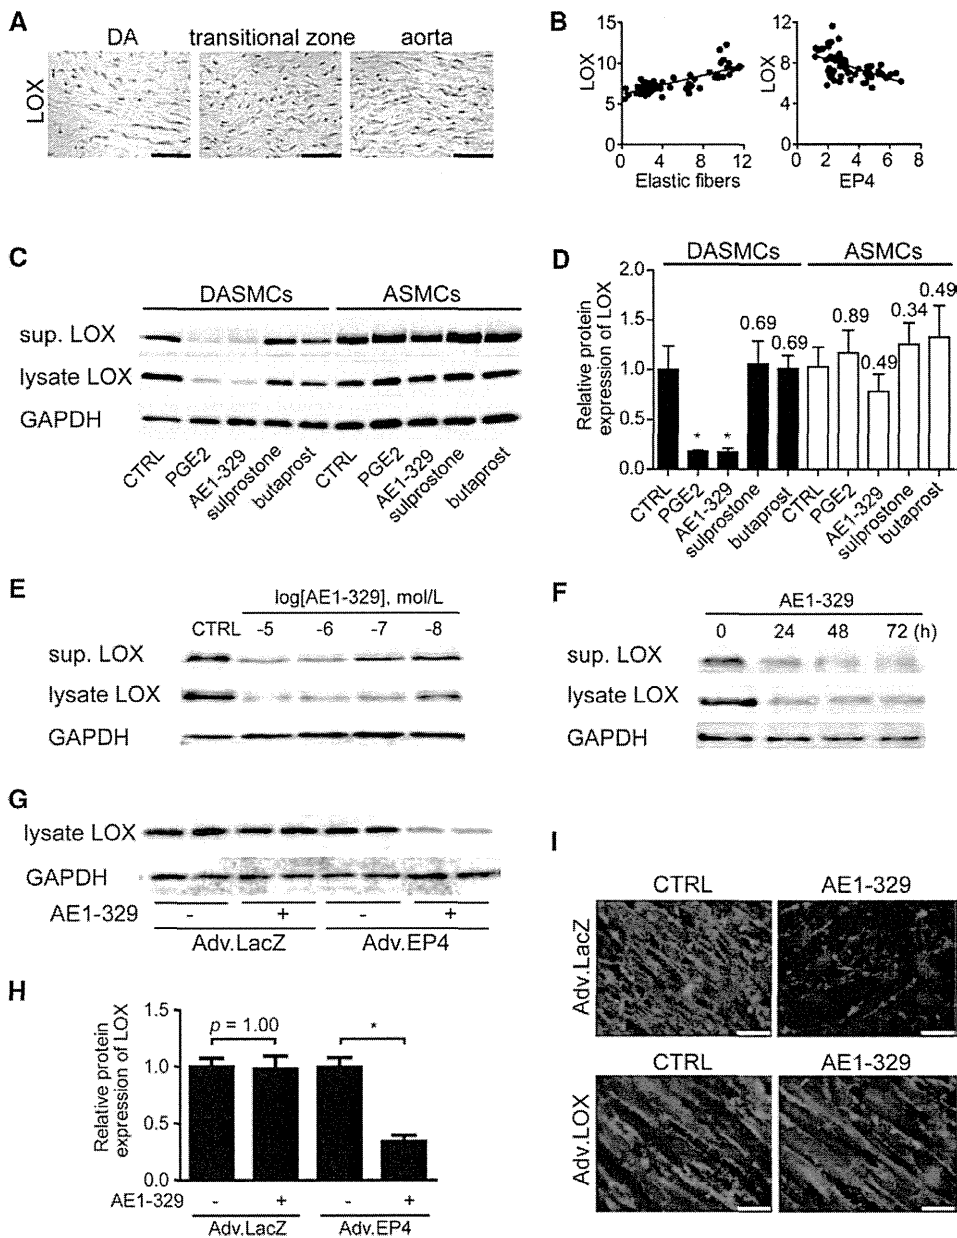 A
DA transitional zone aorta
LOX
B
LOX
15
10
5
0
0 4 8 12
Elastic fibers
LOX
12
8
4
0
0 2 4 6 8
EP4
C
DASMCs ASMCs
sup. LOX
lysate LOX
GAPDH
CTRL PGE2 AE1-329 sulprostone butaprost CTRL PGE2 AE1-329 sulprostone butaprost
D
DASMCs ASMCs
Relative protein
expression of LOX
2.0
1.5
1.0
0.5
0.0
* * 0.69 0.69 0.89 0.49 0.34 0.49
CTRL PGE2 AE1-329 sulprostone butaprost CTRL PGE2 AE1-329 sulprostone butaprost
E
log[AE1-329], mol/L
CTRL -5 -6 -7 -8
sup. LOX
lysate LOX
GAPDH
F
AE1-329
0 24 48 72 (h)
sup. LOX
lysate LOX
GAPDH
G
lysate LOX
GAPDH
AE1-329 - + - +
Adv.LacZ Adv.EP4
H
Relative protein
expression of LOX
1.5
1.0
0.5
0.0
p = 1.00 *
AE1-329 - + - +
Adv.LacZ Adv.EP4
I
CTRL AE1-329
Adv.LacZ
CTRL AE1-329
Adv.LOX